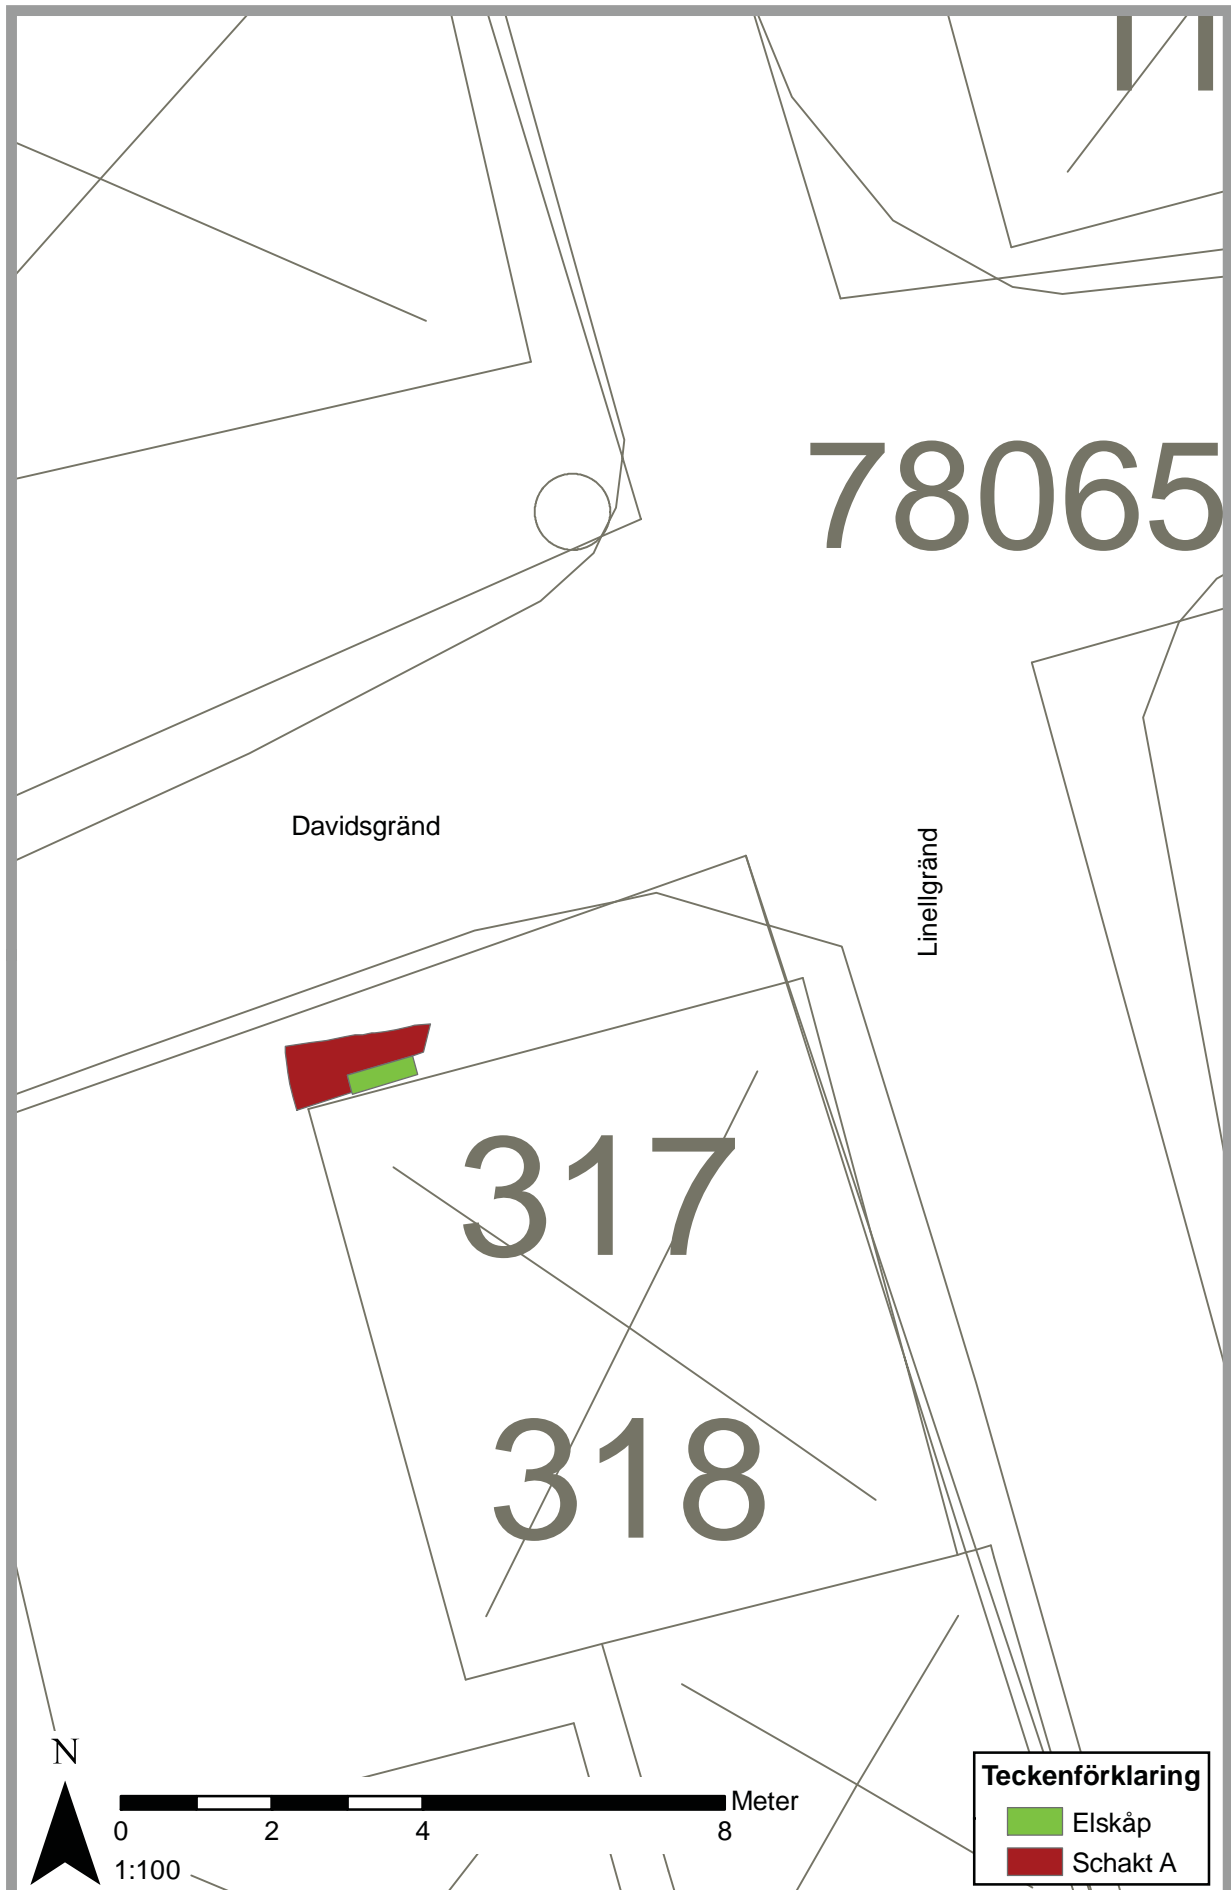 78065
Davidsgränd
Linellgränd
317
318
N
Meter
0 2 4 8
1:100
Teckenförklaring
Elskåp
Schakt A